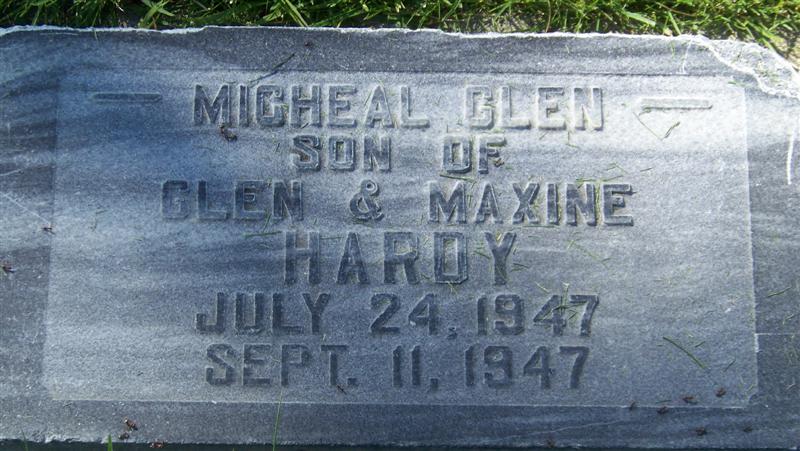 — MICHEAL GLEN —
SON OF
GLEN & MAXINE
HARDY
JULY 24, 1947
SEPT. 11, 1947